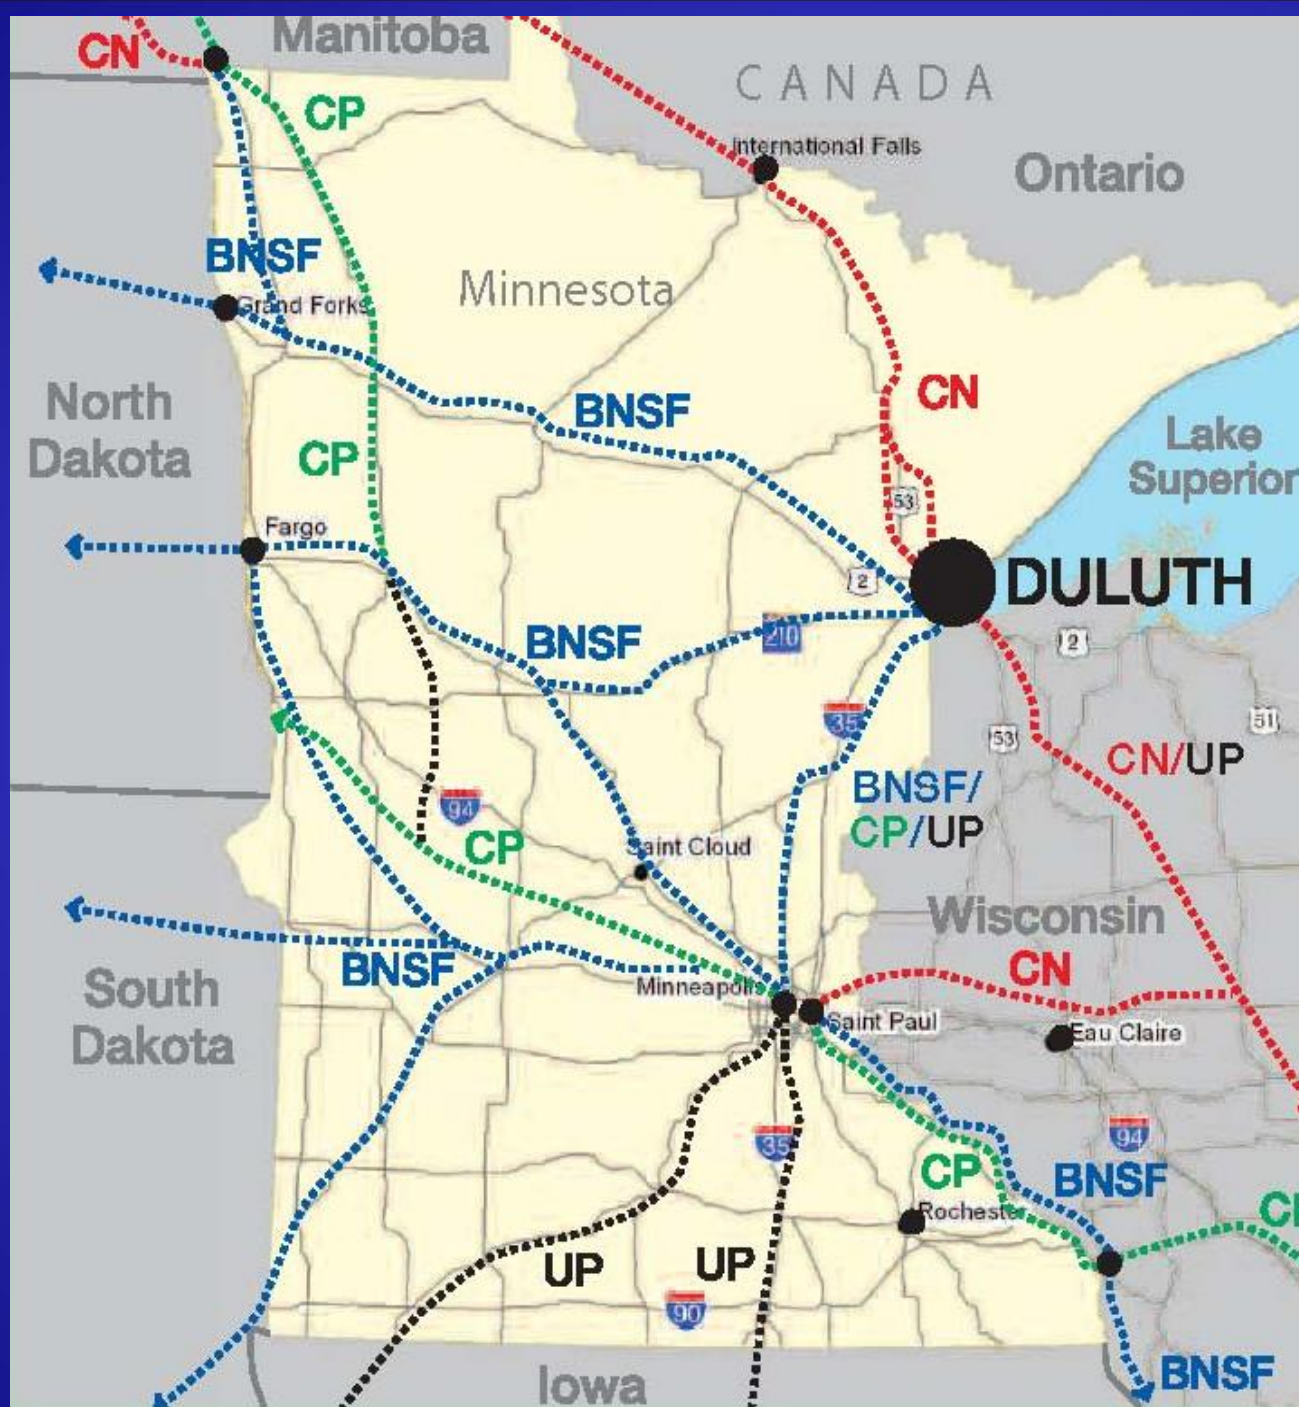 Manitoba
CN
CANADA
CP
International Falls
Ontario
BNSF
Minnesota
Grand Forks
CN
North
Dakota
BNSF
Lake
Superior
CP
53
Fargo
2
DULUTH
210
BNSF
2
35
53
51
CN/UP
BNSF/
CP/UP
94
CP
Saint Cloud
Wisconsin
BNSF
CN
South
Dakota
Minneapolis
Saint Paul
Eau Claire
35
94
CP
BNSF
Rochester
UP
UP
90
Iowa
BNSF